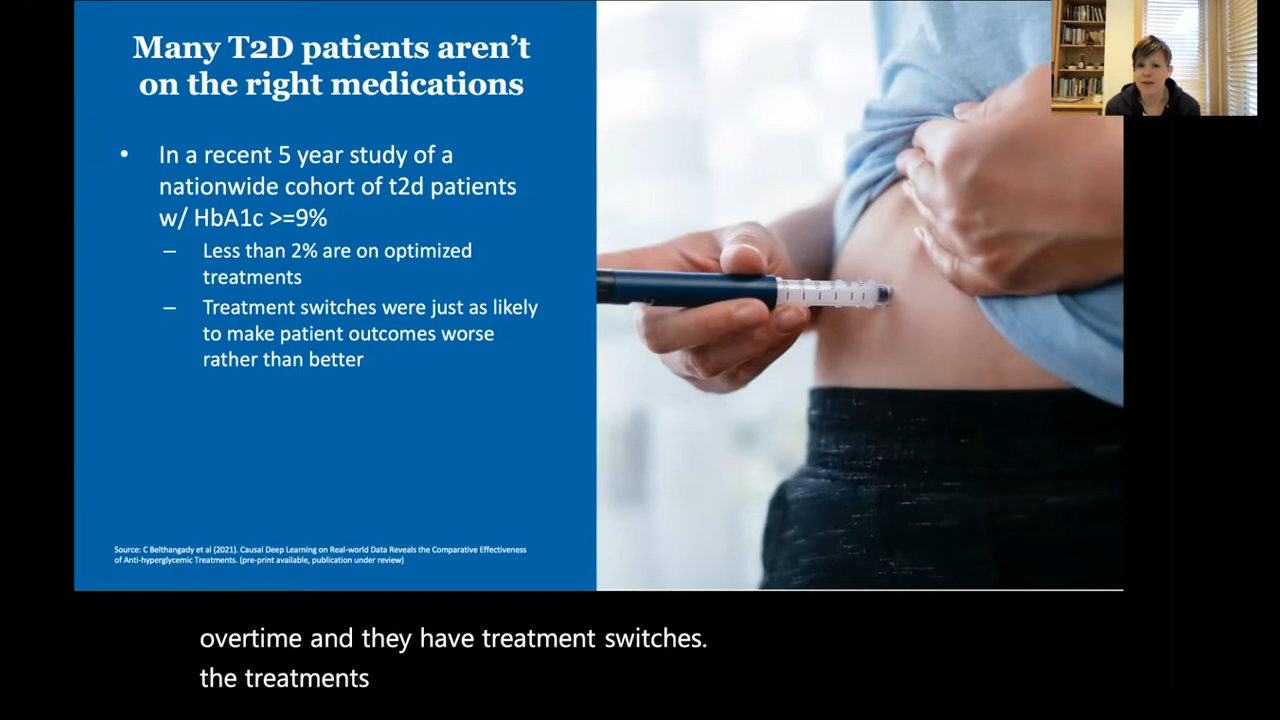 Many T2D patients aren’t
on the right medications
• In a recent 5 year study of a
nationwide cohort of t2d patients
w/ HbA1c >=9%
– Less than 2% are on optimized
treatments
– Treatment switches were just as likely
to make patient outcomes worse
rather than better
Source: C Belthangady et al (2021). Causal Deep Learning on Real-world Data Reveals the Comparative Effectiveness
of Anti-hyperglycemic Treatments. (pre-print available, publication under review)
overtime and they have treatment switches.
the treatments